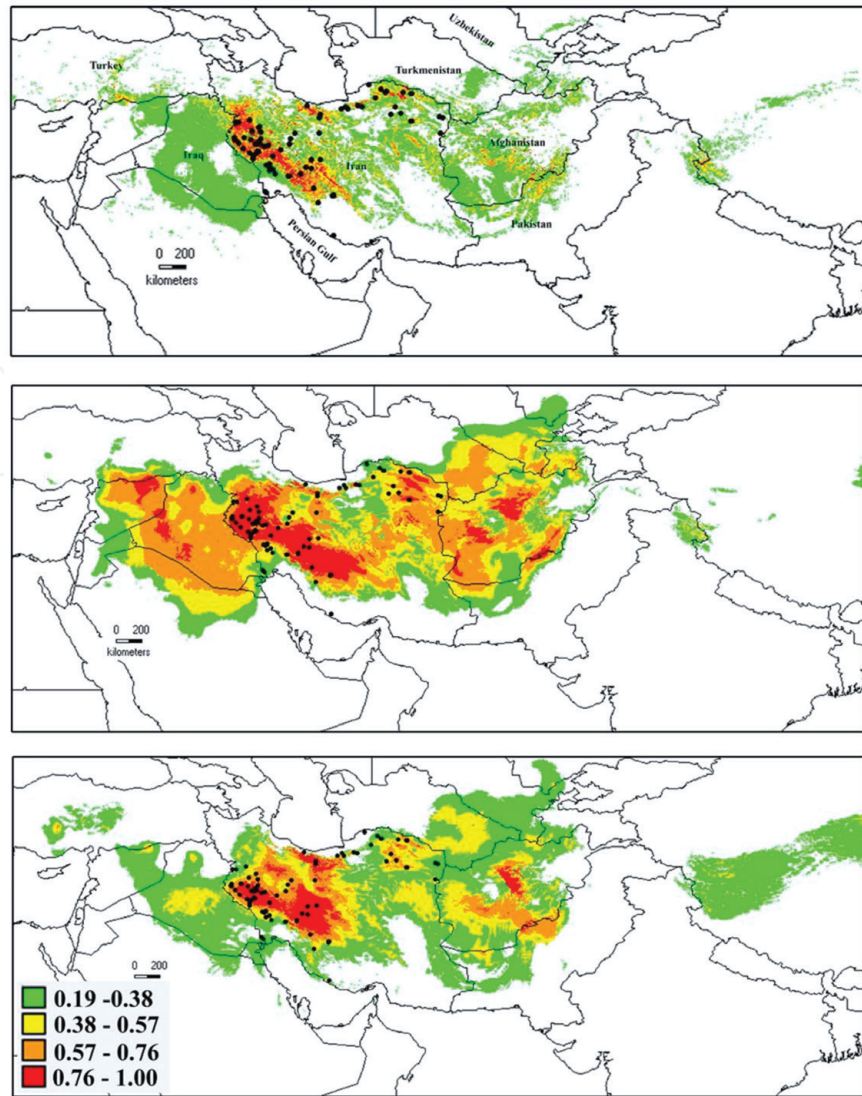 Uzbekistan
Turkey
Turkmenistan
Afghanistan
Iraq
Iran
Pakistan
Persian Gulf
0 200
kilometers
0 200
kilometers
0 200
0.19 -0.38
0.38 - 0.57
0.57 - 0.76
0.76 - 1.00